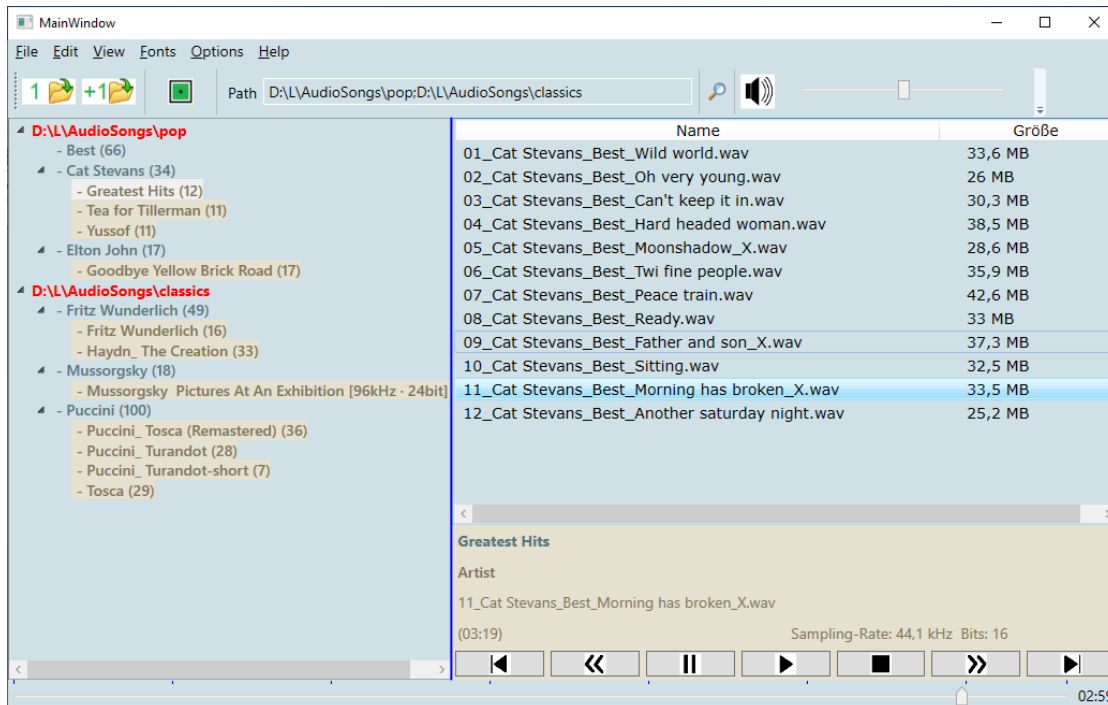 MainWindow
File Edit View Fonts Options Help
1 +1 Path D:\L\AudioSongs\pop;D:\L\AudioSongs\classics
D:\L\AudioSongs\pop
- Best (66)
- Cat Stevans (34)
- Greatest Hits (12)
- Tea for Tillerman (11)
- Yussof (11)
- Elton John (17)
- Goodbye Yellow Brick Road (17)
D:\L\AudioSongs\classics
- Fritz Wunderlich (49)
- Fritz Wunderlich (16)
- Haydn_ The Creation (33)
- Mussorgsky (18)
- Mussorgsky Pictures At An Exhibition [96kHz · 24bit]
- Puccini (100)
- Puccini_ Tosca (Remastered) (36)
- Puccini_ Turandot (28)
- Puccini_ Turandot-short (7)
- Tosca (29)
Name Größe
01_Cat Stevans_Best_Wild world.wav 33,6 MB
02_Cat Stevans_Best_Oh very young.wav 26 MB
03_Cat Stevans_Best_Can't keep it in.wav 30,3 MB
04_Cat Stevans_Best_Hard headed woman.wav 38,5 MB
05_Cat Stevans_Best_Moonshadow_X.wav 28,6 MB
06_Cat Stevans_Best_Twi fine people.wav 35,9 MB
07_Cat Stevans_Best_Peace train.wav 42,6 MB
08_Cat Stevans_Best_Ready.wav 33 MB
09_Cat Stevans_Best_Father and son_X.wav 37,3 MB
10_Cat Stevans_Best_Sitting.wav 32,5 MB
11_Cat Stevans_Best_Morning has broken_X.wav 33,5 MB
12_Cat Stevans_Best_Another saturday night.wav 25,2 MB
Greatest Hits
Artist
11_Cat Stevans_Best_Morning has broken_X.wav
(03:19) Sampling-Rate: 44,1 kHz Bits: 16
02:59